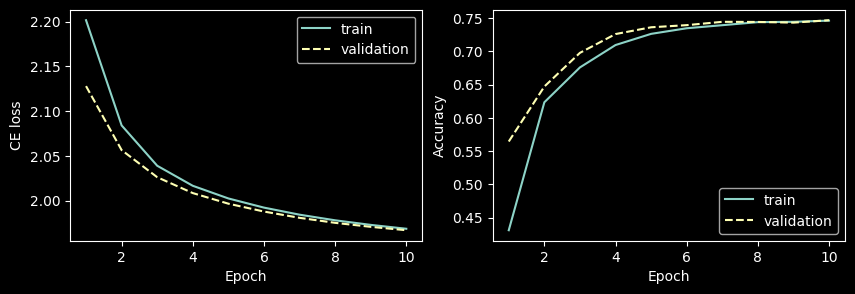 2.20
2.15
2.10
2.05
2.00
CE loss
2 4 6 8 10
Epoch
train
validation
0.75
0.70
0.65
0.60
0.55
0.50
0.45
Accuracy
2 4 6 8 10
Epoch
train
validation